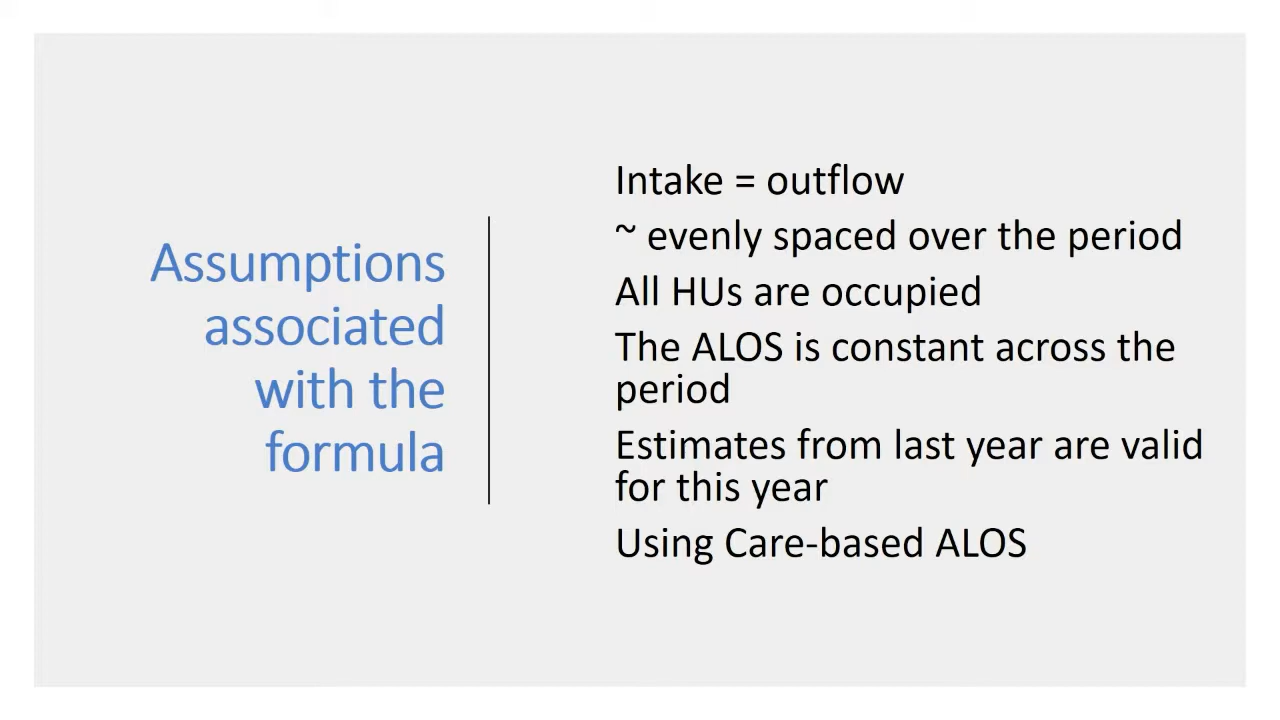 Assumptions
associated
with the
formula
Intake = outflow
~ evenly spaced over the period
All HUs are occupied
The ALOS is constant across the
period
Estimates from last year are valid
for this year
Using Care-based ALOS